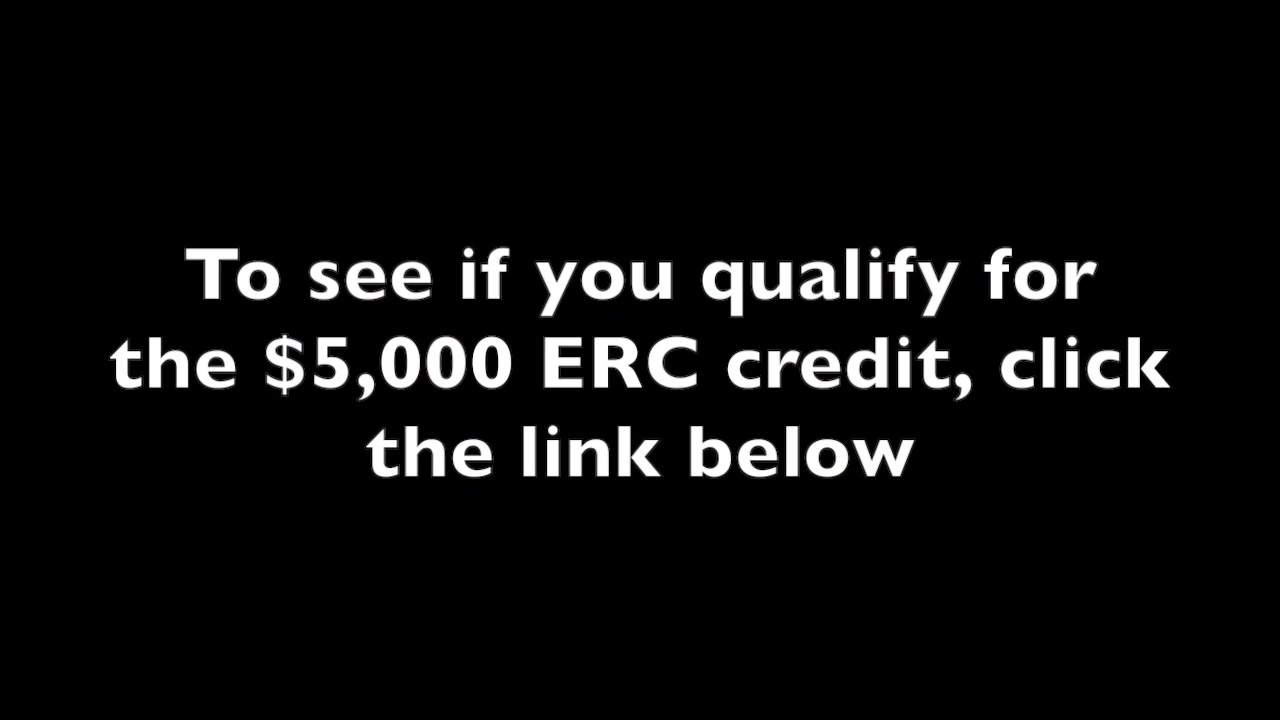 To see if you qualify for
the $5,000 ERC credit, click
the link below